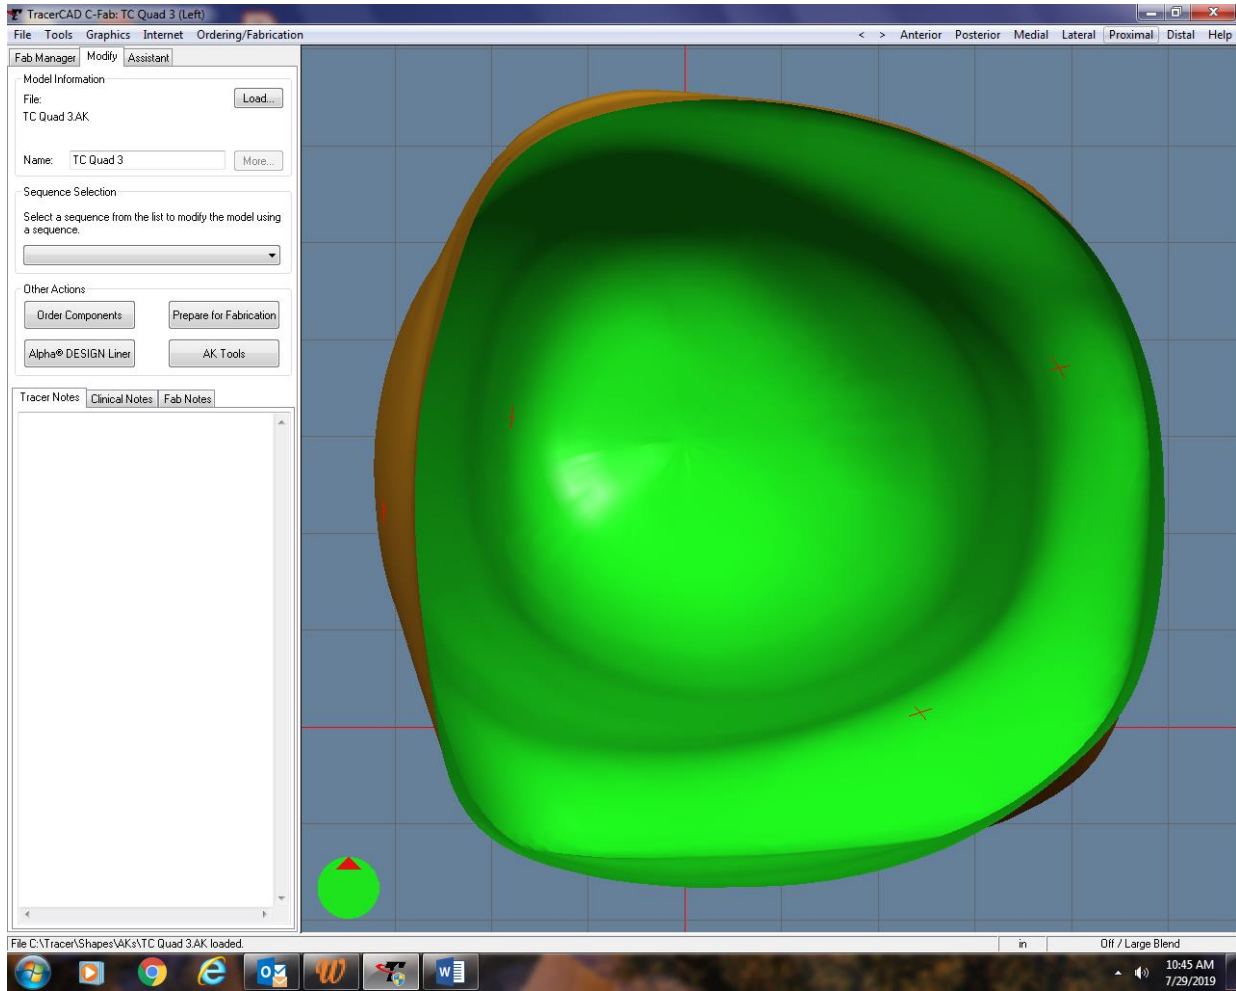 TracerCAD C-Fab: TC Quad 3 (Left)
File Tools Graphics Internet Ordering/Fabrication < > Anterior Posterior Medial Lateral Proximal Distal Help
Fab Manager Modify Assistant
Model Information
File: Load...
TC Quad 3.AK
Name: TC Quad 3 More...
Sequence Selection
Select a sequence from the list to modify the model using
a sequence.
Other Actions
Order Components Prepare for Fabrication
Alpha® DESIGN Liner AK Tools
Tracer Notes Clinical Notes Fab Notes
File C:\Tracer\Shapes\AKs\TC Quad 3.AK loaded. in Off / Large Blend
10:45 AM
7/29/2019